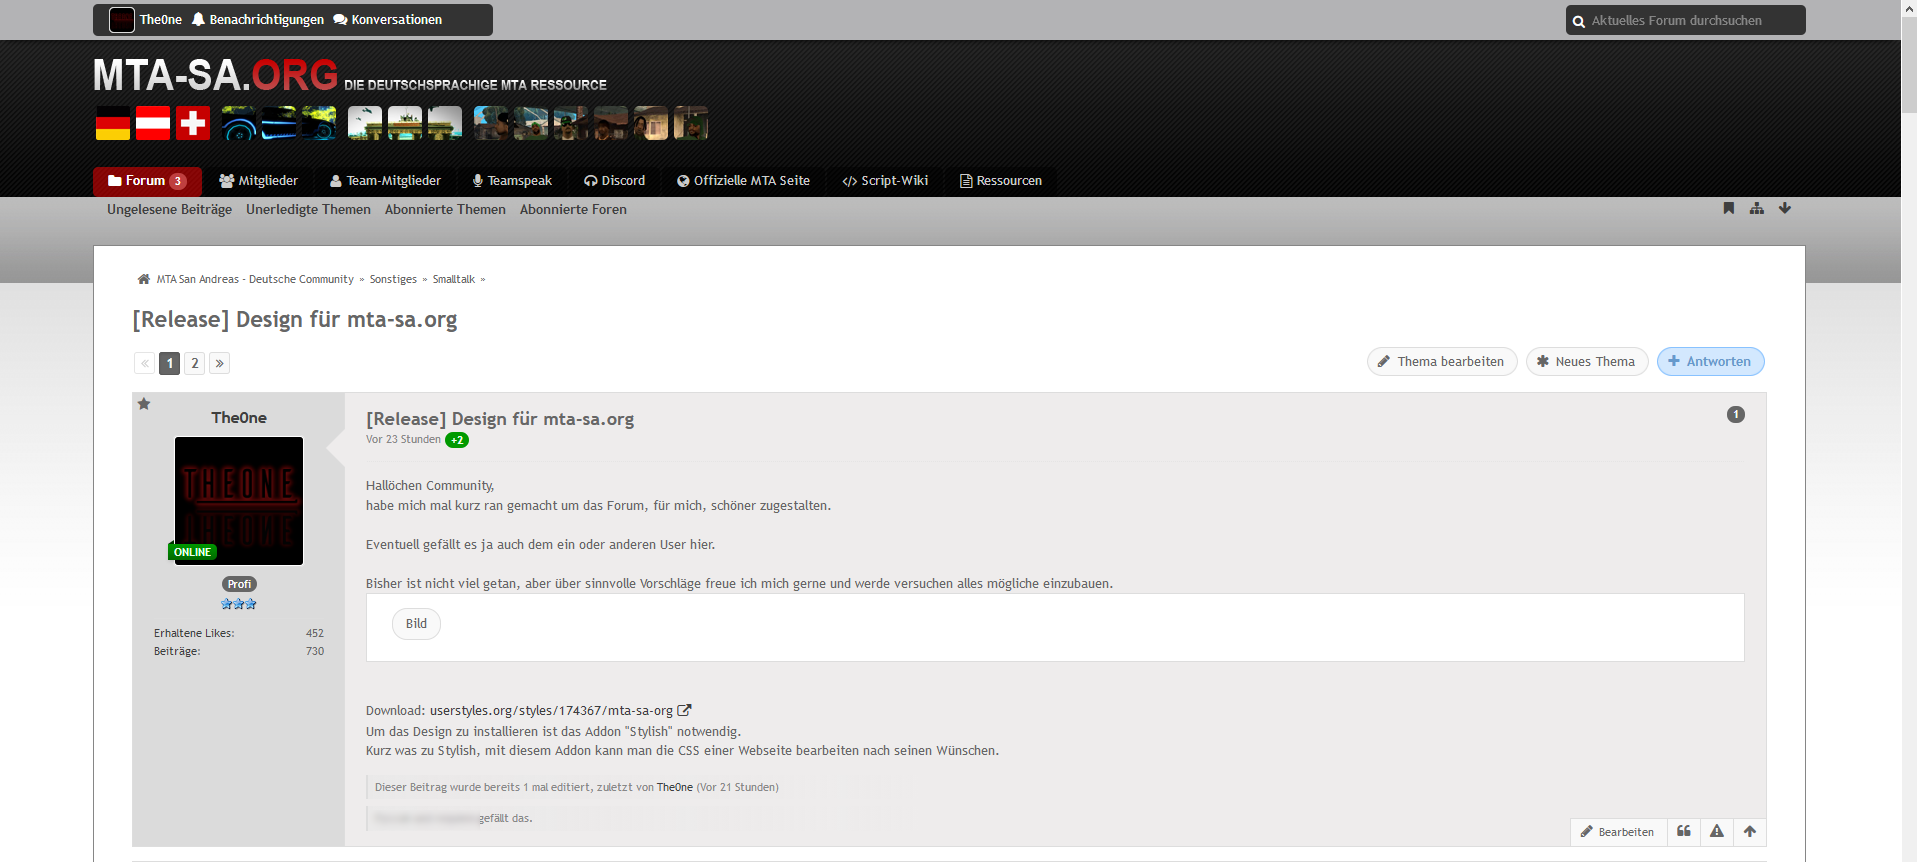 The0ne Benachrichtigungen Konversationen
Aktuelles Forum durchsuchen
MTA-SA.ORG DIE DEUTSCHSPRACHIGE MTA RESSOURCE
Forum 3 Mitglieder Team-Mitglieder Teamspeak Discord Offizielle MTA Seite Script-Wiki Ressourcen
Ungelesene Beiträge Unerledigte Themen Abonnierte Themen Abonnierte Foren
MTA San Andreas - Deutsche Community » Sonstiges » Smalltalk »
[Release] Design für mta-sa.org
« 1 2 »
Thema bearbeiten Neues Thema Antworten
The0ne
THEONE
ONLINE
Profi
Erhaltene Likes: 452
Beiträge: 730
[Release] Design für mta-sa.org
1
Vor 23 Stunden +2
Hallöchen Community,
habe mich mal kurz ran gemacht um das Forum, für mich, schöner zugestalten.
Eventuell gefällt es ja auch dem ein oder anderen User hier.
Bisher ist nicht viel getan, aber über sinnvolle Vorschläge freue ich mich gerne und werde versuchen alles mögliche einzubauen.
Bild
Download: userstyles.org/styles/174367/mta-sa-org
Um das Design zu installieren ist das Addon "Stylish" notwendig.
Kurz was zu Stylish, mit diesem Addon kann man die CSS einer Webseite bearbeiten nach seinen Wünschen.
Dieser Beitrag wurde bereits 1 mal editiert, zuletzt von The0ne (Vor 21 Stunden)
gefällt das.
Bearbeiten